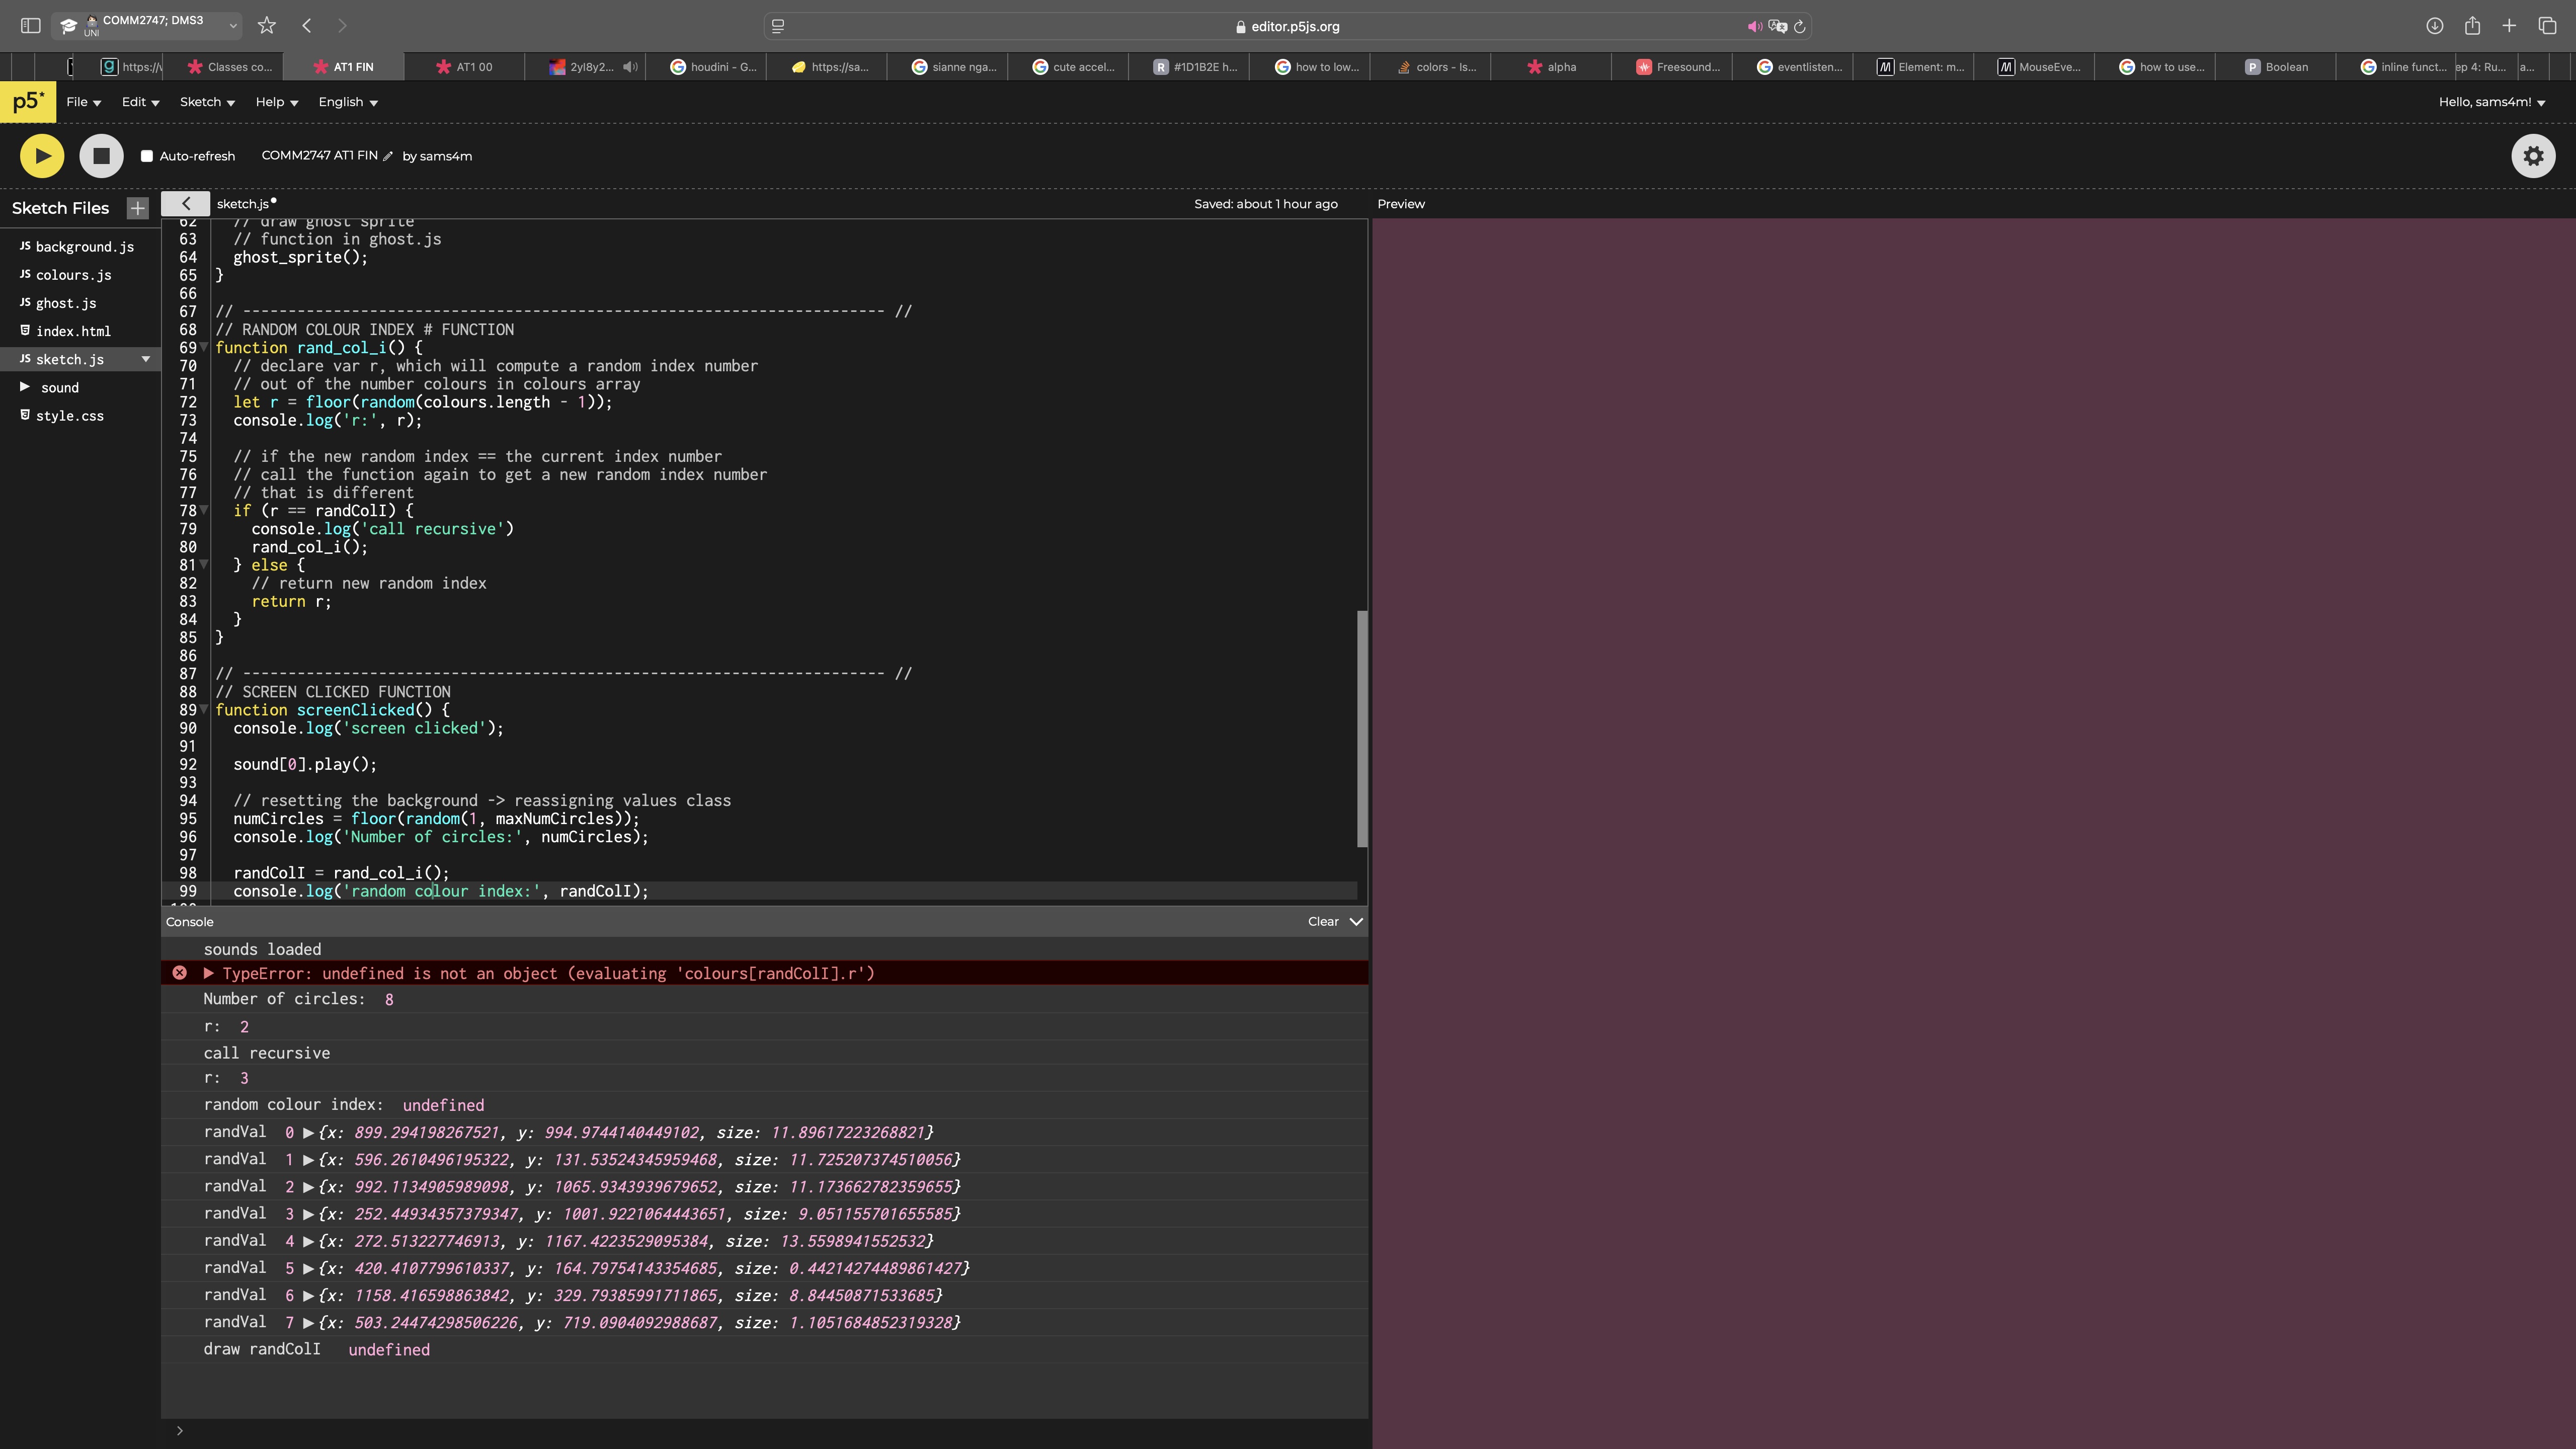 COMM2747; DMS3
UNI
editor.p5js.org
https://v
Classes co...
AT1 FIN
AT1 00
2yl8y2...
houdini - G...
https://sa...
sianne nga...
cute accel...
#1D1B2E h...
how to low...
colors - Is...
alpha
Freesound...
eventlisten...
Element: m...
MouseEve...
how to use...
Boolean
inline funct...
ep 4: Ru...
a...
p5*
File
Edit
Sketch
Help
English
Hello, sams4m!
Auto-refresh
COMM2747 AT1 FIN
by sams4m
Sketch Files
+
sketch.js
Saved: about 1 hour ago
Preview
JS background.js
JS colours.js
JS ghost.js
index.html
JS sketch.js
sound
style.css
62 // draw ghost sprite
63 // function in ghost.js
64 ghost_sprite();
65 }
66
67 // ----------------------------------------------------------------------- //
68 // RANDOM COLOUR INDEX # FUNCTION
69 function rand_col_i() {
70 // declare var r, which will compute a random index number
71 // out of the number colours in colours array
72 let r = floor(random(colours.length - 1));
73 console.log('r:', r);
74
75 // if the new random index == the current index number
76 // call the function again to get a new random index number
77 // that is different
78 if (r == randColI) {
79 console.log('call recursive')
80 rand_col_i();
81 } else {
82 // return new random index
83 return r;
84 }
85 }
86
87 // ----------------------------------------------------------------------- //
88 // SCREEN CLICKED FUNCTION
89 function screenClicked() {
90 console.log('screen clicked');
91
92 sound[0].play();
93
94 // resetting the background -> reassigning values class
95 numCircles = floor(random(1, maxNumCircles));
96 console.log('Number of circles:', numCircles);
97
98 randColI = rand_col_i();
99 console.log('random colour index:', randColI);
Console
Clear
sounds loaded
TypeError: undefined is not an object (evaluating 'colours[randColI].r')
Number of circles: 8
r: 2
call recursive
r: 3
random colour index: undefined
randVal 0 ▶{x: 899.294198267521, y: 994.9744140449102, size: 11.89617223268821}
randVal 1 ▶{x: 596.2610496195322, y: 131.53524345959468, size: 11.725207374510056}
randVal 2 ▶{x: 992.1134905989098, y: 1065.9343939679652, size: 11.173662782359655}
randVal 3 ▶{x: 252.44934357379347, y: 1001.9221064443651, size: 9.051155701655585}
randVal 4 ▶{x: 272.513227746913, y: 1167.4223529095384, size: 13.5598941552532}
randVal 5 ▶{x: 420.4107799610337, y: 164.79754143354685, size: 0.44214274489861427}
randVal 6 ▶{x: 1158.416598863842, y: 329.79385991711865, size: 8.84450871533685}
randVal 7 ▶{x: 503.24474298506226, y: 719.0904092988687, size: 1.1051684852319328}
draw randColI undefined
>